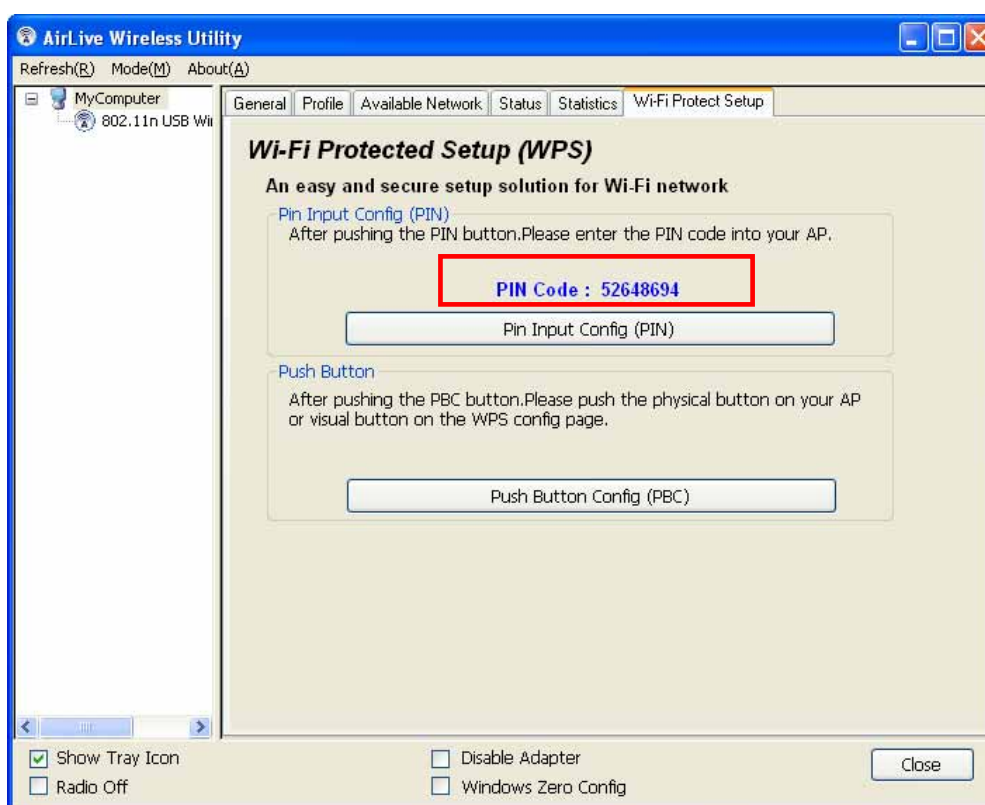 AirLive Wireless Utility
Refresh(R) Mode(M) About(A)
MyComputer
802.11n USB Wi
General Profile Available Network Status Statistics Wi-Fi Protect Setup
Wi-Fi Protected Setup (WPS)
An easy and secure setup solution for Wi-Fi network
Pin Input Config (PIN)
After pushing the PIN button.Please enter the PIN code into your AP.
PIN Code : 52648694
Pin Input Config (PIN)
Push Button
After pushing the PBC button.Please push the physical button on your AP
or visual button on the WPS config page.
Push Button Config (PBC)
Show Tray Icon
Disable Adapter
Close
Radio Off
Windows Zero Config